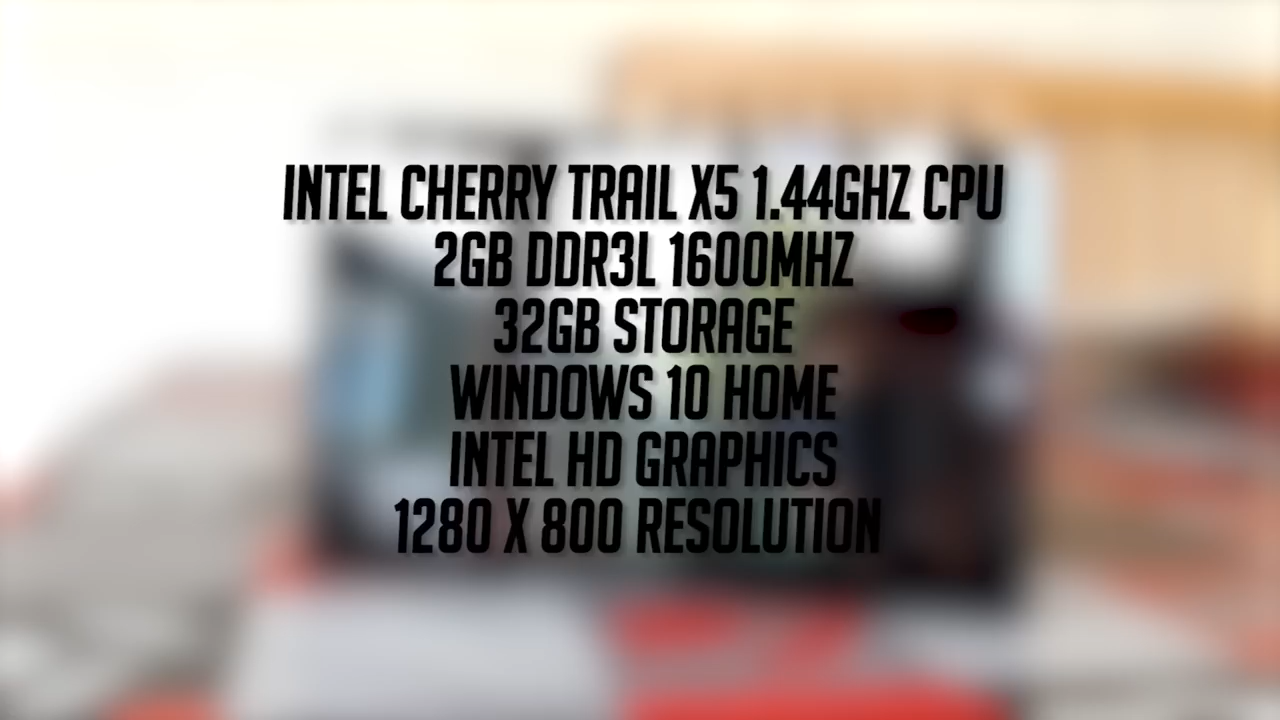 INTEL CHERRY TRAIL X5 1.44GHZ CPU
2GB DDR3L 1600MHZ
32GB STORAGE
WINDOWS 10 HOME
INTEL HD GRAPHICS
1280 X 800 RESOLUTION